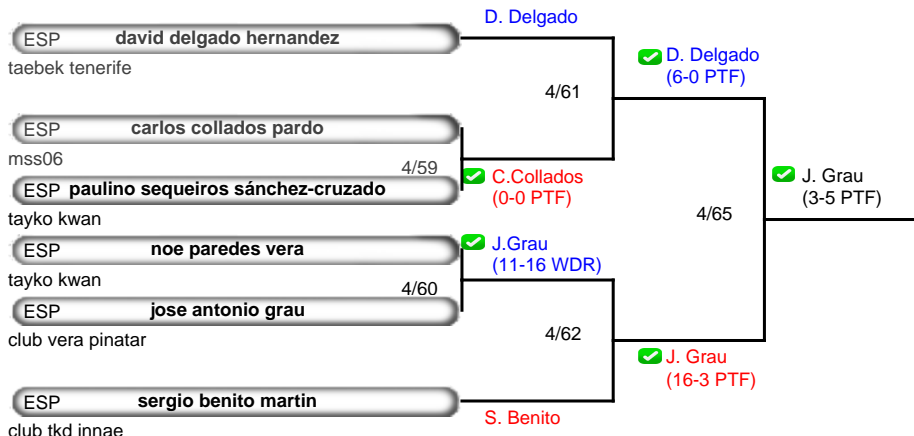 D. Delgado
ESP david delgado hernandez
taebek tenerife
D. Delgado
(6-0 PTF)
4/61
ESP carlos collados pardo
mss06
4/59
C.Collados
(0-0 PTF)
ESP paulino sequeiros sánchez-cruzado
tayko kwan
J. Grau
(3-5 PTF)
4/65
ESP noe paredes vera
tayko kwan
J.Grau
(11-16 WDR)
4/60
ESP jose antonio grau
club vera pinatar
4/62
J. Grau
(16-3 PTF)
ESP sergio benito martin
club tkd innae
S. Benito